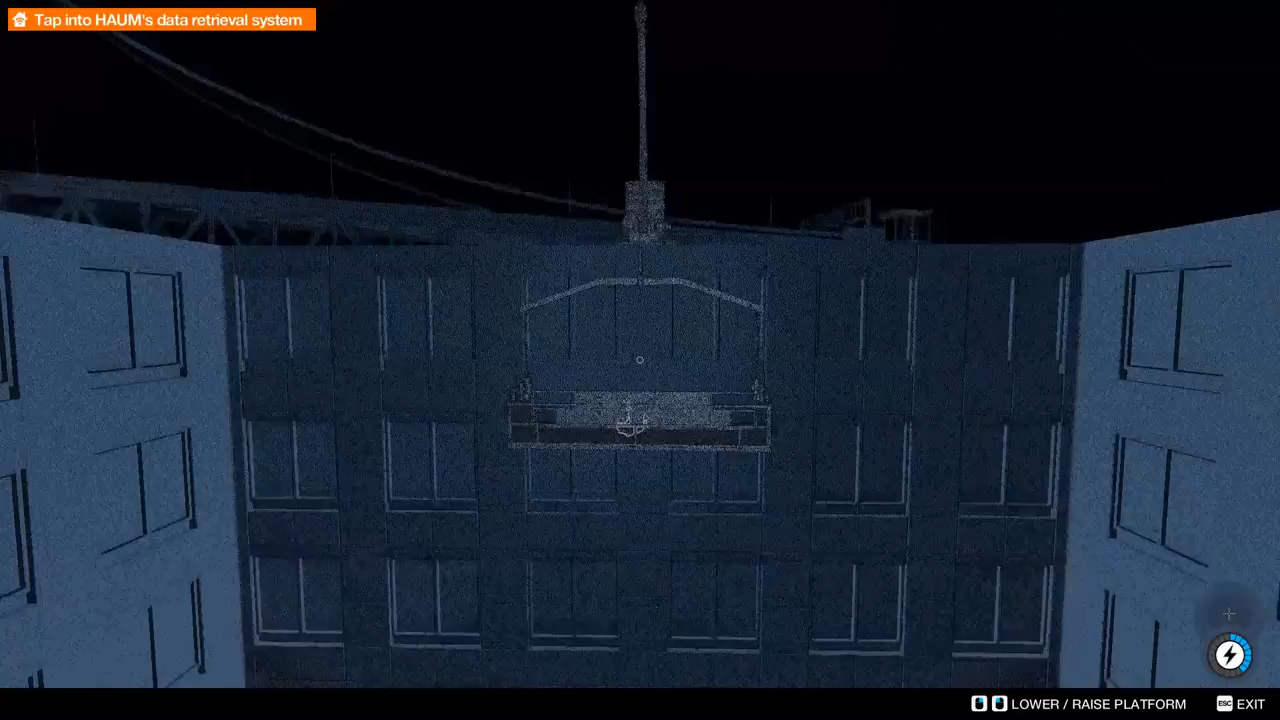 Tap into HAUM's data retrieval system
LOWER / RAISE PLATFORM
ESC EXIT